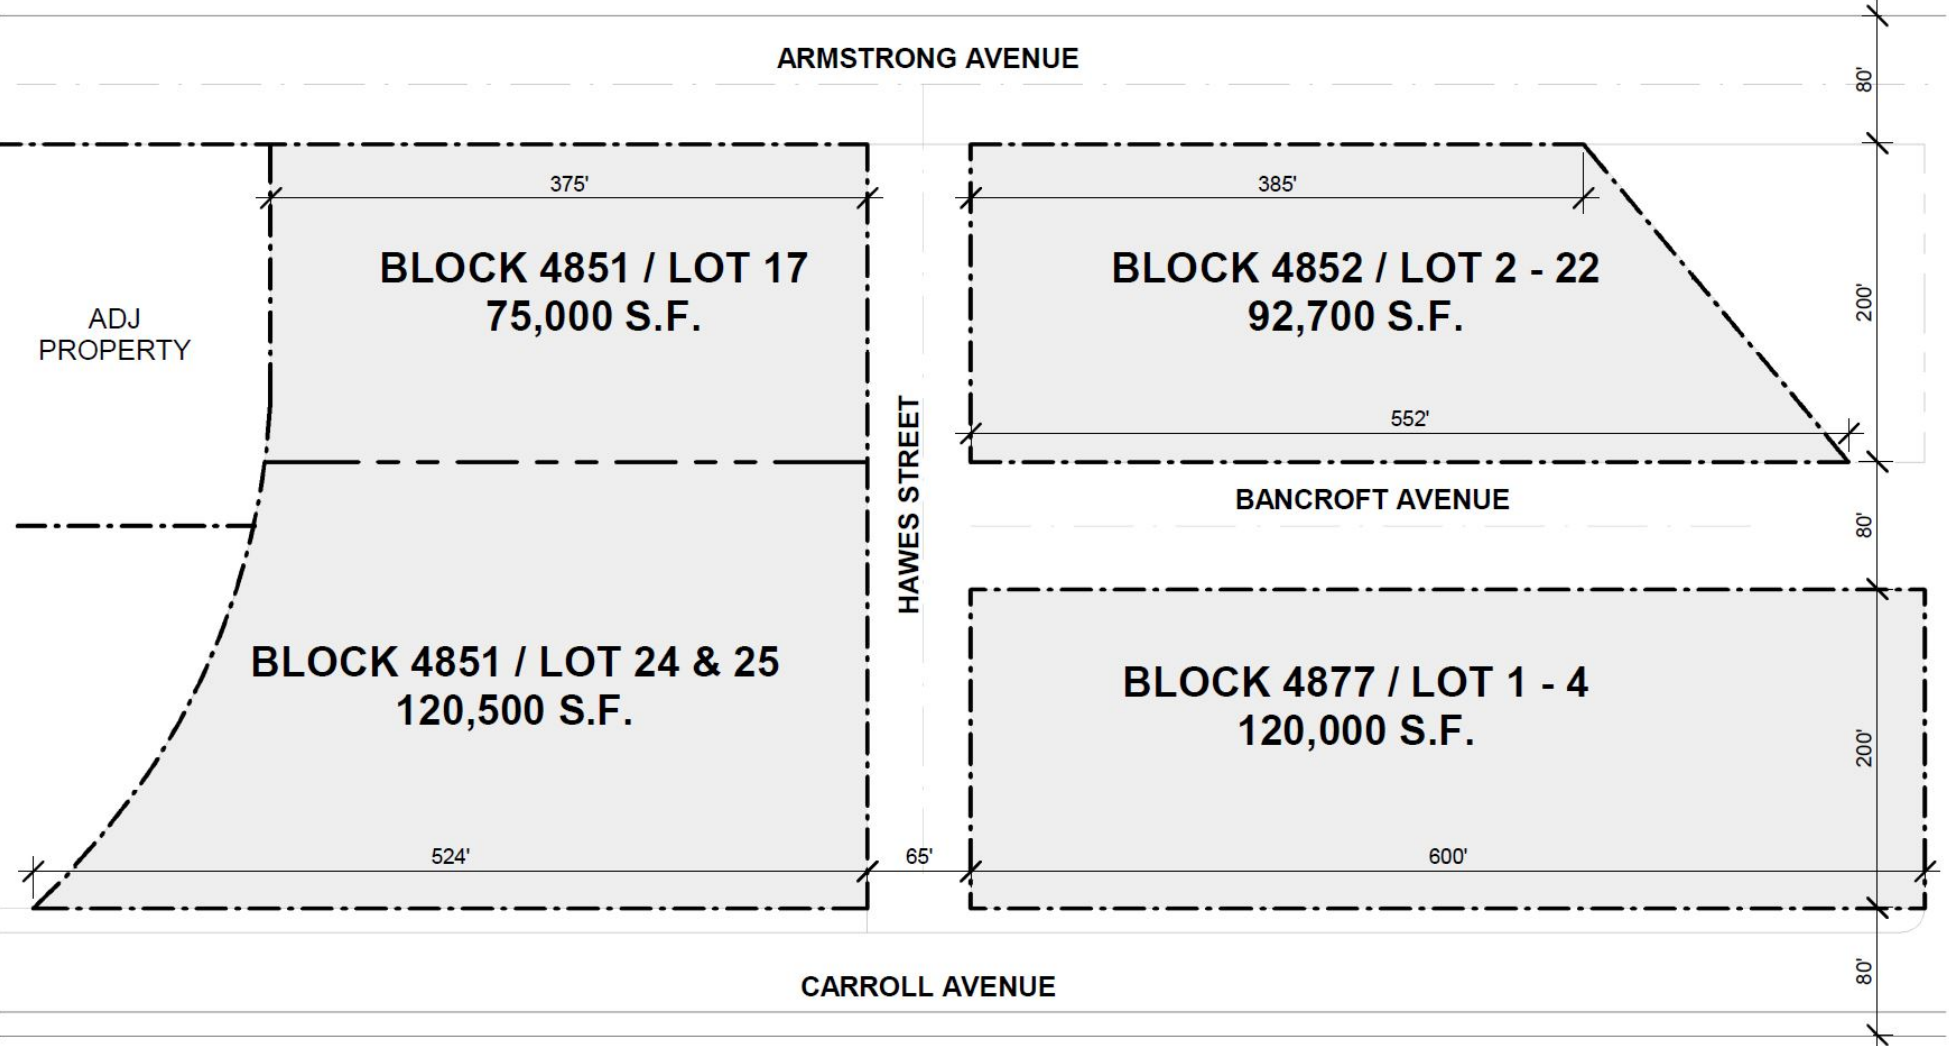 ARMSTRONG AVENUE
80'
375'
385'
BLOCK 4851 / LOT 17
75,000 S.F.
BLOCK 4852 / LOT 2 - 22
92,700 S.F.
200'
ADJ
PROPERTY
552'
HAWES STREET
BANCROFT AVENUE
80'
BLOCK 4851 / LOT 24 & 25
120,500 S.F.
BLOCK 4877 / LOT 1 - 4
120,000 S.F.
200'
524'
65'
600'
CARROLL AVENUE
80'